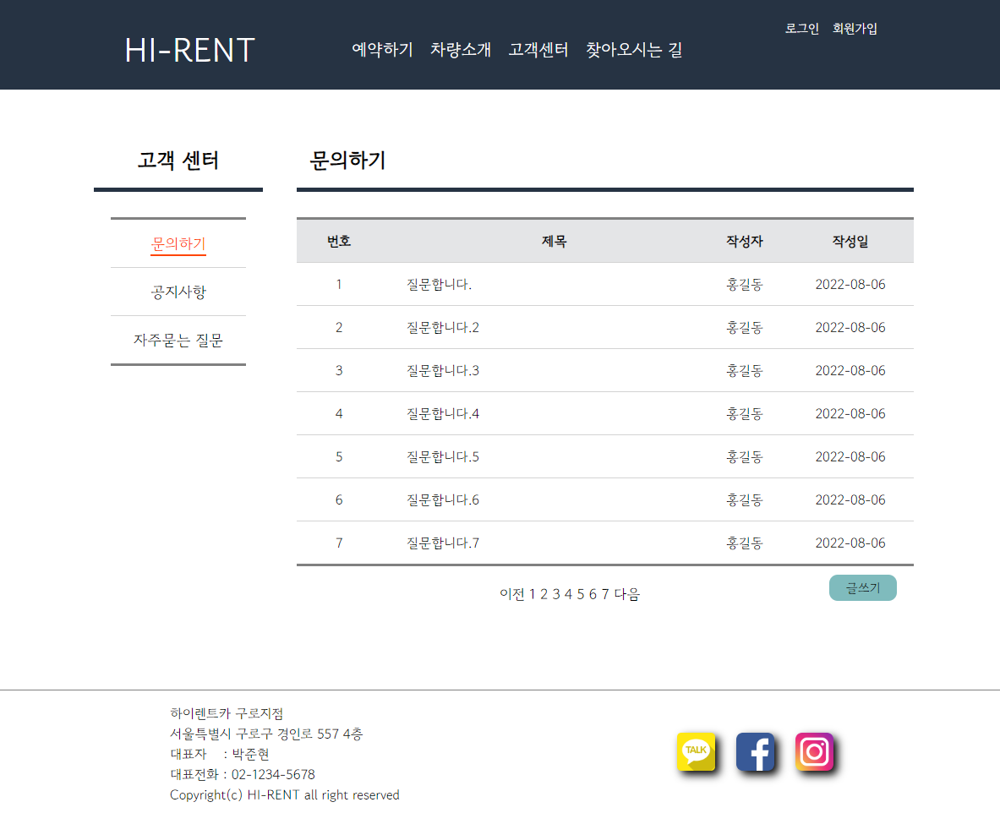 로그인 회원가입
HI-RENT 예약하기 차량소개 고객센터 찾아오시는 길
고객 센터
문의하기
공지사항
자주묻는 질문
문의하기
번호 제목 작성자 작성일
1 질문합니다. 홍길동 2022-08-06
2 질문합니다.2 홍길동 2022-08-06
3 질문합니다.3 홍길동 2022-08-06
4 질문합니다.4 홍길동 2022-08-06
5 질문합니다.5 홍길동 2022-08-06
6 질문합니다.6 홍길동 2022-08-06
7 질문합니다.7 홍길동 2022-08-06
이전 1 2 3 4 5 6 7 다음
글쓰기
하이렌트카 구로지점
서울특별시 구로구 경인로 557 4층
대표자 : 박준현
대표전화 : 02-1234-5678
Copyright(c) HI-RENT all right reserved
TALK